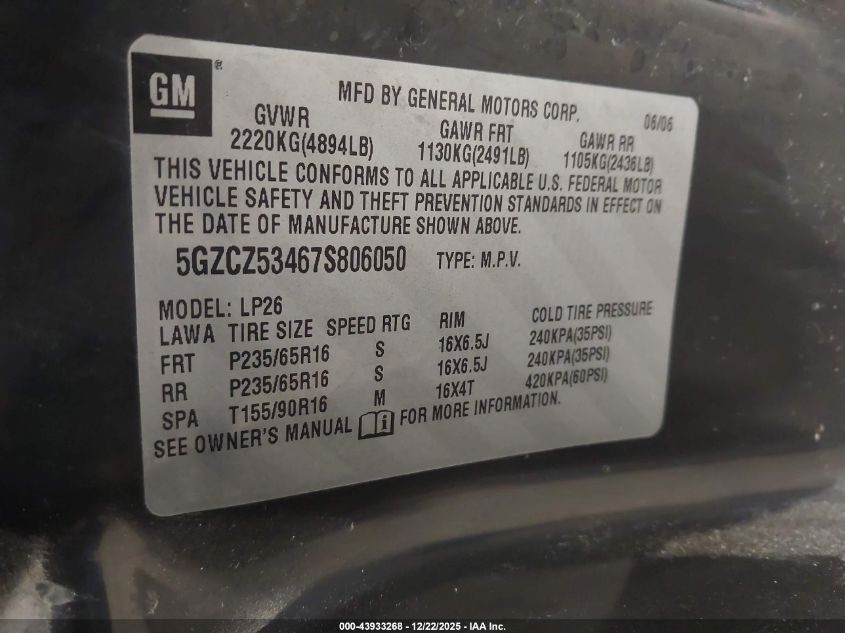 GM®
MFD BY GENERAL MOTORS CORP. 06/06
GVWR GAWR FRT GAWR RR
2220KG(4894LB) 1130KG(2491LB) 1105KG(2436LB)
THIS VEHICLE CONFORMS TO ALL APPLICABLE U.S. FEDERAL MOTOR
VEHICLE SAFETY AND THEFT PREVENTION STANDARDS IN EFFECT ON
THE DATE OF MANUFACTURE SHOWN ABOVE.
5GZCZ53467S806050 TYPE: M.P.V.
MODEL: LP26
LAWA TIRE SIZE SPEED RTG RIM COLD TIRE PRESSURE
FRT P235/65R16 S 16X6.5J 240KPA(35PSI)
RR P235/65R16 S 16X6.5J 240KPA(35PSI)
SPA T155/90R16 M 16X4T 420KPA(60PSI)
SEE OWNER'S MANUAL i FOR MORE INFORMATION.
000-43933268 - 12/22/2025 - IAA Inc.